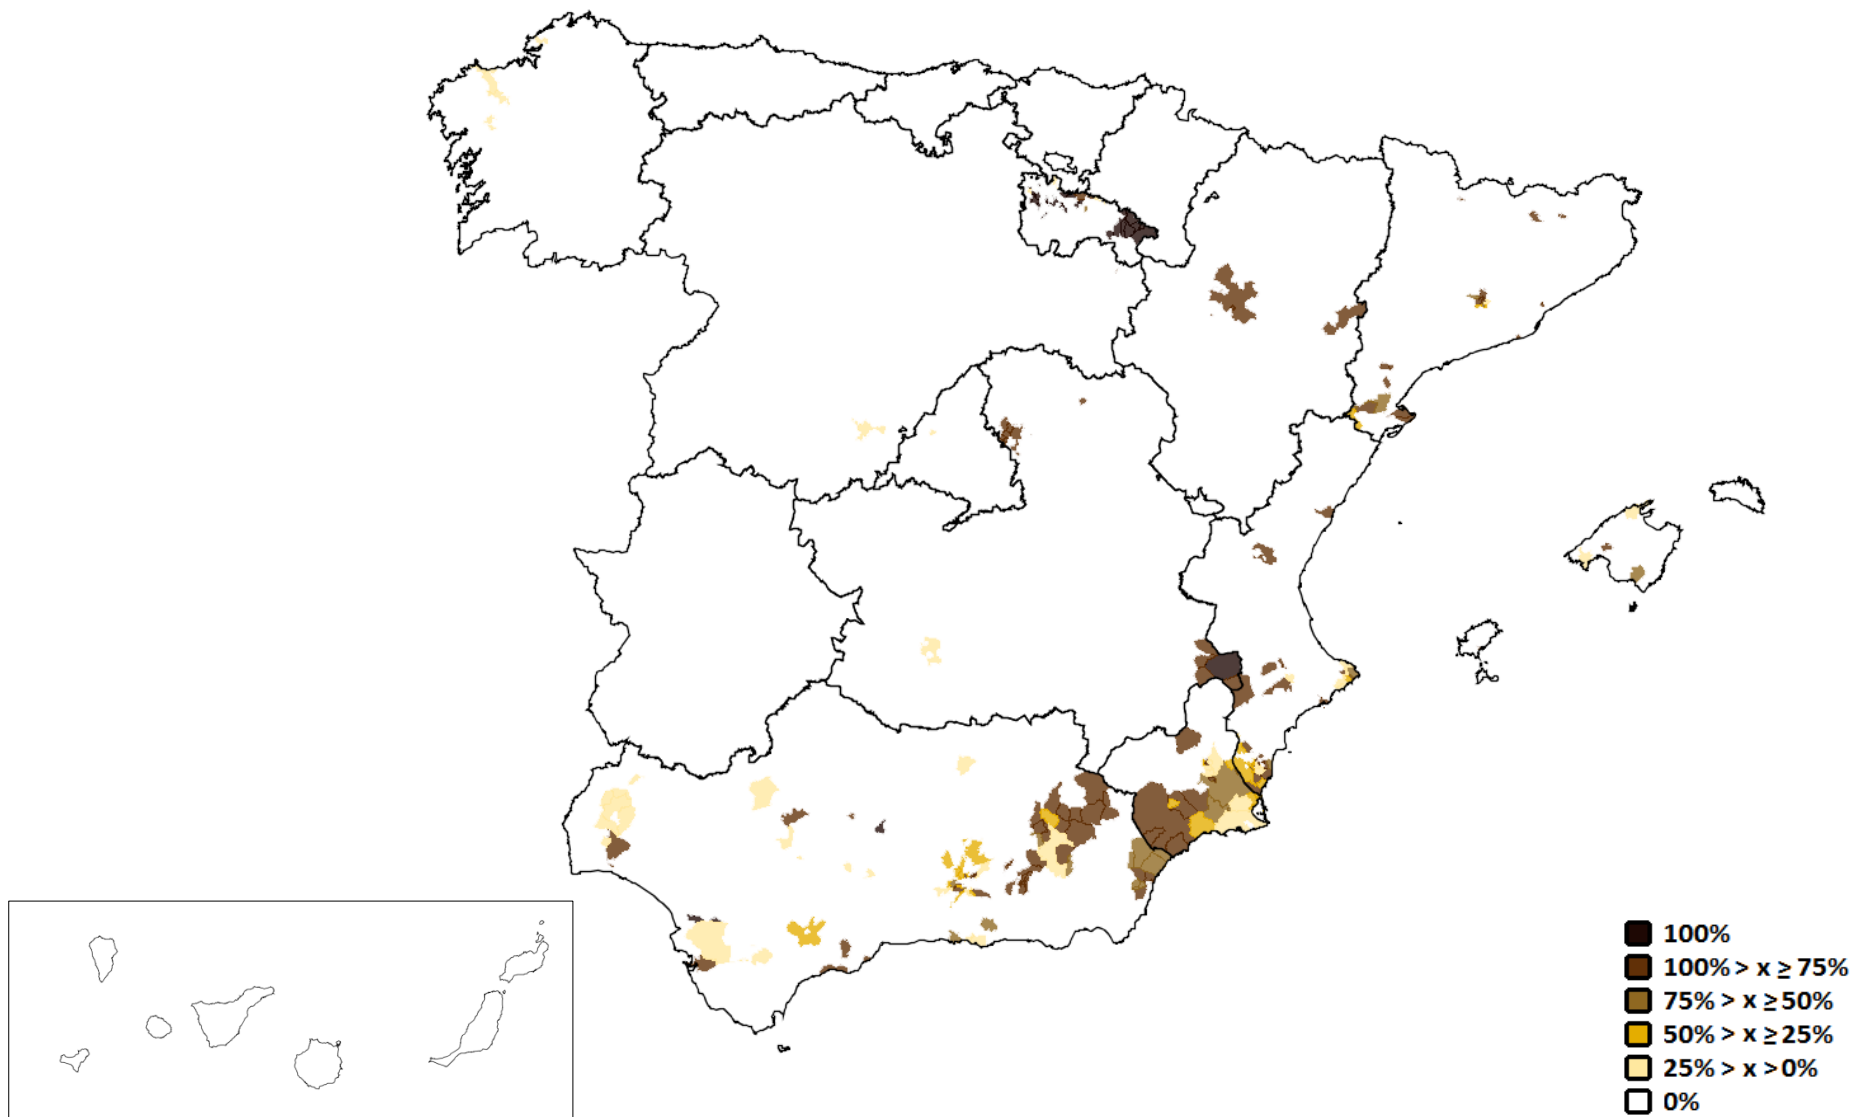 100%
100% > x ≥ 75%
75% > x ≥ 50%
50% > x ≥ 25%
25% > x > 0%
0%